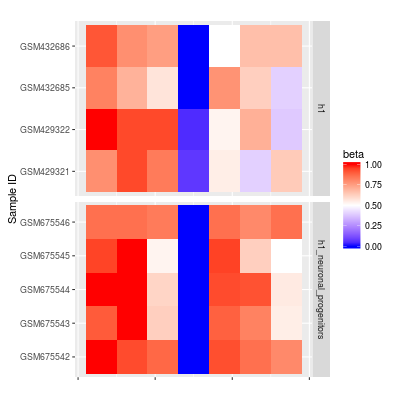 GSM432686
GSM432685
GSM429322
GSM429321
h1
GSM675546
GSM675545
GSM675544
GSM675543
GSM675542
h1_neuronal_progenitors
Sample ID
beta
1.00
0.75
0.50
0.25
0.00